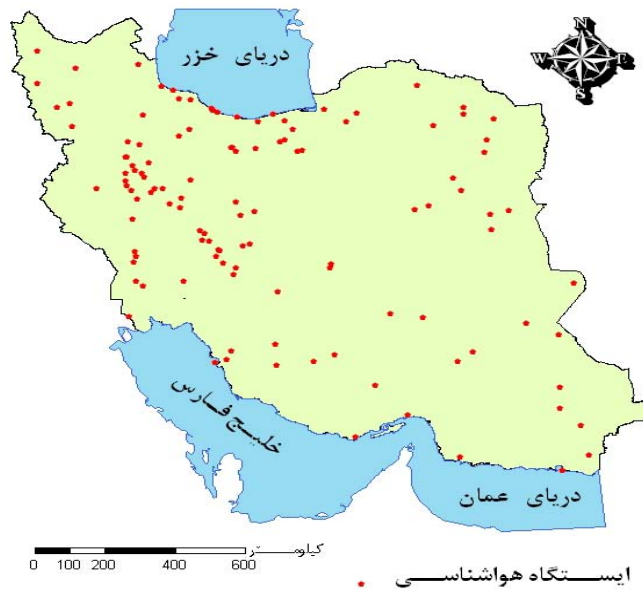 دریای خزر
N
W E
S
خلیج فارس
دریای عمان
کیلومتر
0 100 200 400 600
ایستگاه هواشناسی